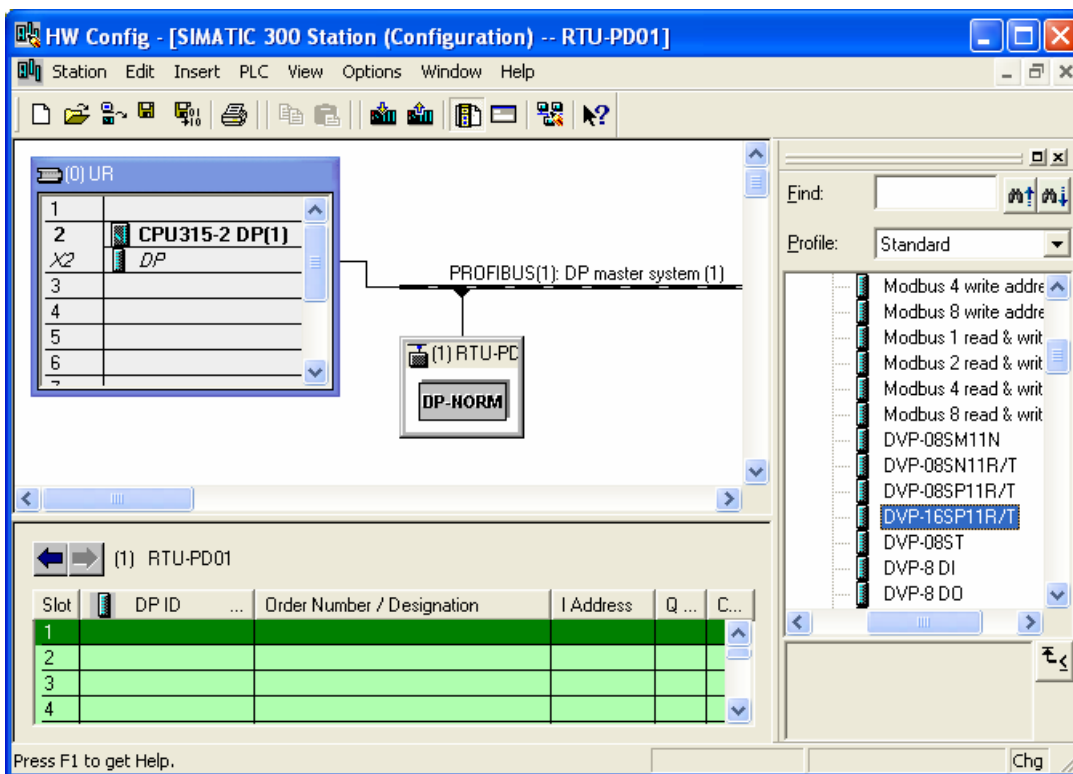 HW Config - [SIMATIC 300 Station (Configuration) -- RTU-PD01]
Station Edit Insert PLC View Options Window Help
(0) UR
1
2 CPU315-2 DP(1)
X2 DP
3
4
5
6
PROFIBUS(1): DP master system (1)
(1) RTU-PD
DP-NORM
Find:
Profile: Standard
Modbus 4 write addre
Modbus 8 write addre
Modbus 1 read & writ
Modbus 2 read & writ
Modbus 4 read & writ
Modbus 8 read & writ
DVP-08SM11N
DVP-08SN11R/T
DVP-08SP11R/T
DVP-16SP11R/T
DVP-08ST
DVP-8 DI
DVP-8 DO
(1) RTU-PD01
Slot DP ID ... Order Number / Designation I Address Q ... C...
1
2
3
4
Press F1 to get Help.
Chg